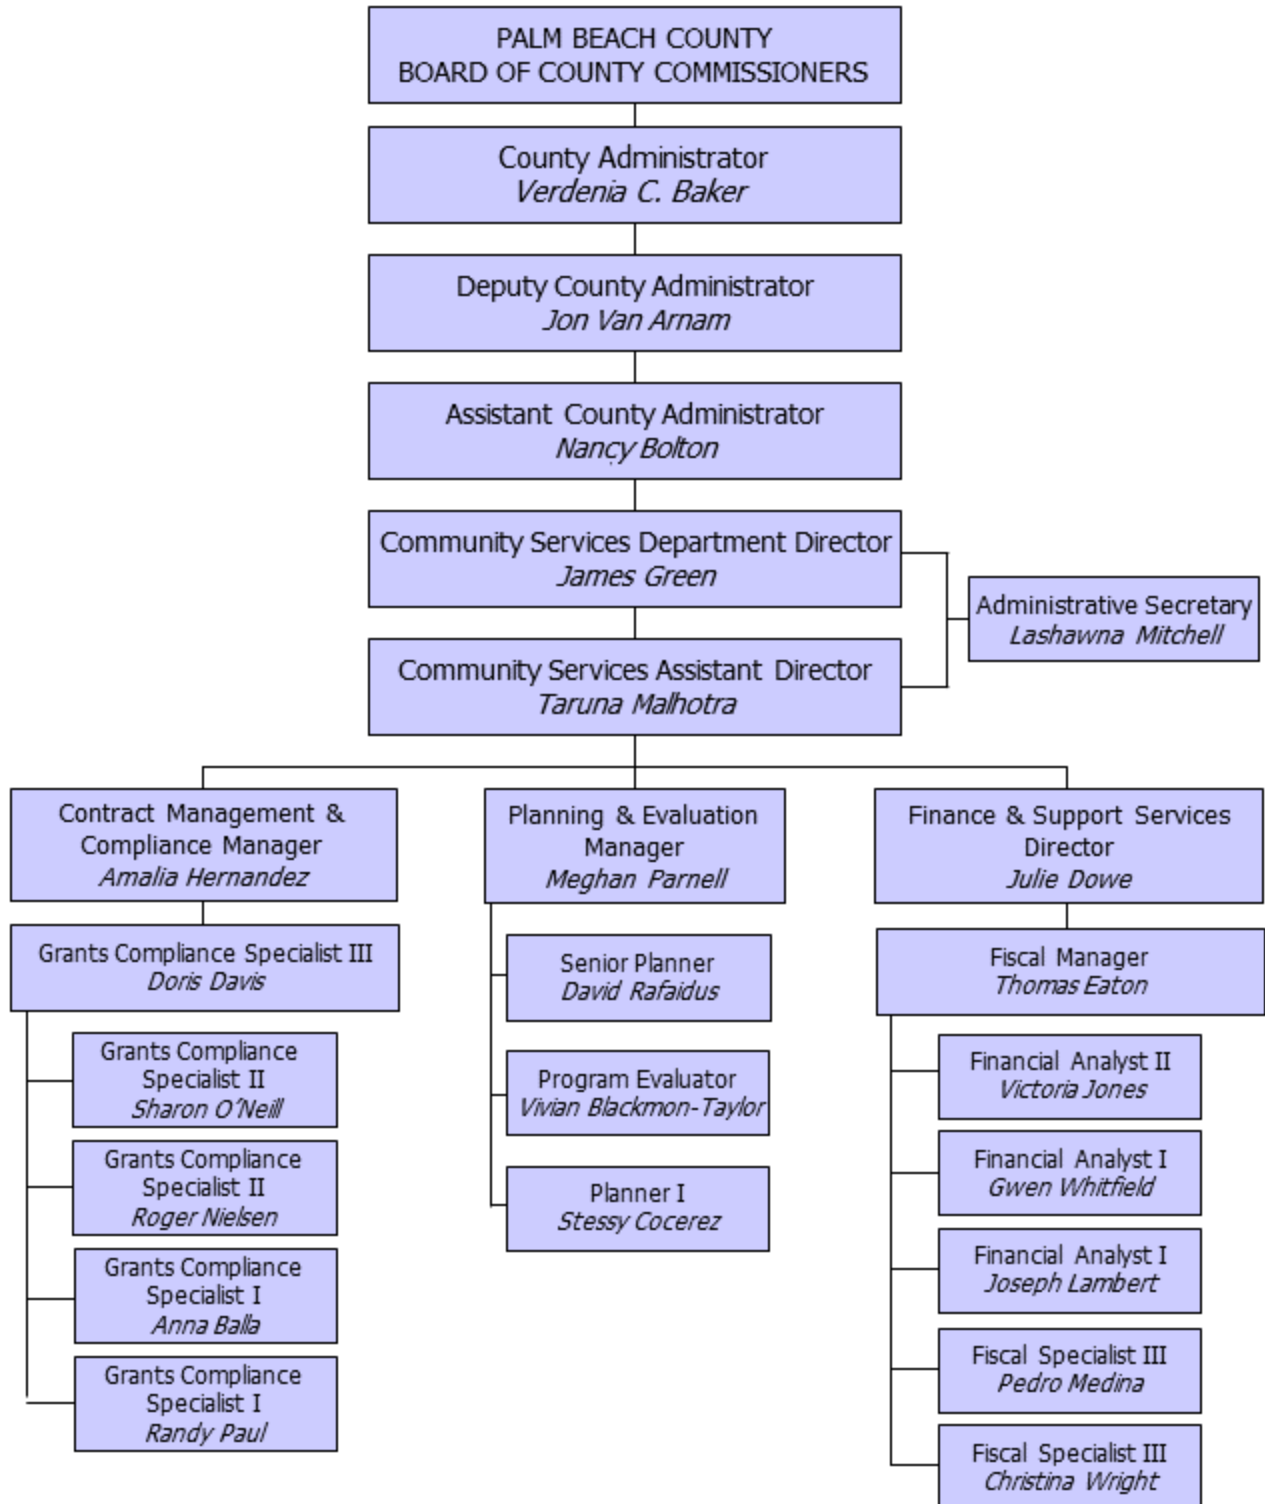 PALM BEACH COUNTY
BOARD OF COUNTY COMMISSIONERS
County Administrator
Verdenia C. Baker
Deputy County Administrator
Jon Van Arnam
Assistant County Administrator
Nancy Bolton
Community Services Department Director
James Green
Administrative Secretary
Lashawna Mitchell
Community Services Assistant Director
Taruna Malhotra
Contract Management &
Compliance Manager
Amalia Hernandez
Grants Compliance Specialist III
Doris Davis
Grants Compliance
Specialist II
Sharon O'Neill
Grants Compliance
Specialist II
Roger Nielsen
Grants Compliance
Specialist I
Anna Balla
Grants Compliance
Specialist I
Randy Paul
Planning & Evaluation
Manager
Meghan Parnell
Senior Planner
David Rafaidus
Program Evaluator
Vivian Blackmon-Taylor
Planner I
Stessy Cocerez
Finance & Support Services
Director
Julie Dowe
Fiscal Manager
Thomas Eaton
Financial Analyst II
Victoria Jones
Financial Analyst I
Gwen Whitfield
Financial Analyst I
Joseph Lambert
Fiscal Specialist III
Pedro Medina
Fiscal Specialist III
Christina Wright